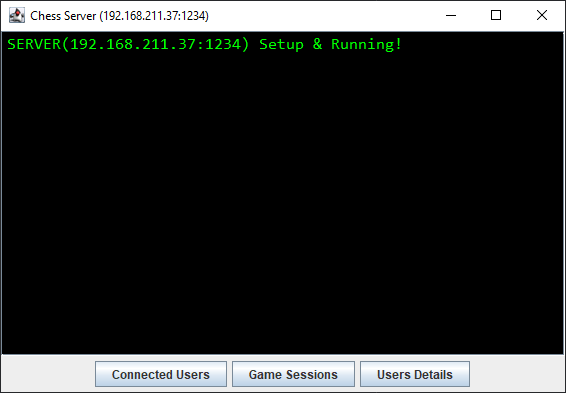 Chess Server (192.168.211.37:1234)
SERVER(192.168.211.37:1234) Setup & Running!
Connected Users
Game Sessions
Users Details